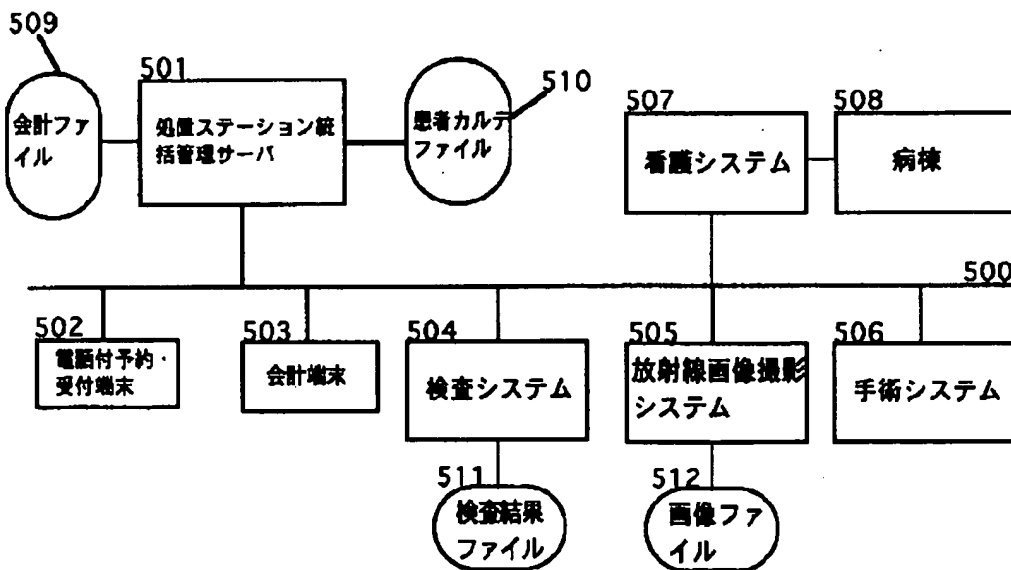 509
501
会計ファ
イル
処置ステーション統
括管理サーバ
患者カルテ
ファイル
510
507
看護システム
508
病棟
500
502
電話付予約・
受付端末
503
会計端末
504
検査システム
505
放射線画像撮影
システム
506
手術システム
511
検査結果
ファイル
512
画像ファ
イル